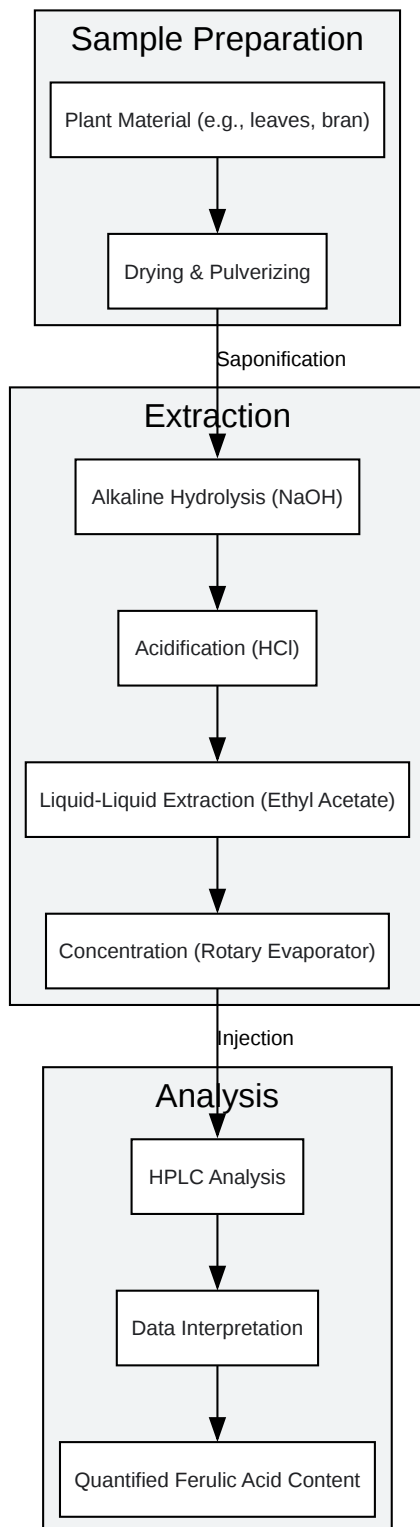 Sample Preparation
Plant Material (e.g., leaves, bran)
Drying & Pulverizing
Saponification
Extraction
Alkaline Hydrolysis (NaOH)
Acidification (HCl)
Liquid-Liquid Extraction (Ethyl Acetate)
Concentration (Rotary Evaporator)
Injection
Analysis
HPLC Analysis
Data Interpretation
Quantified Ferulic Acid Content